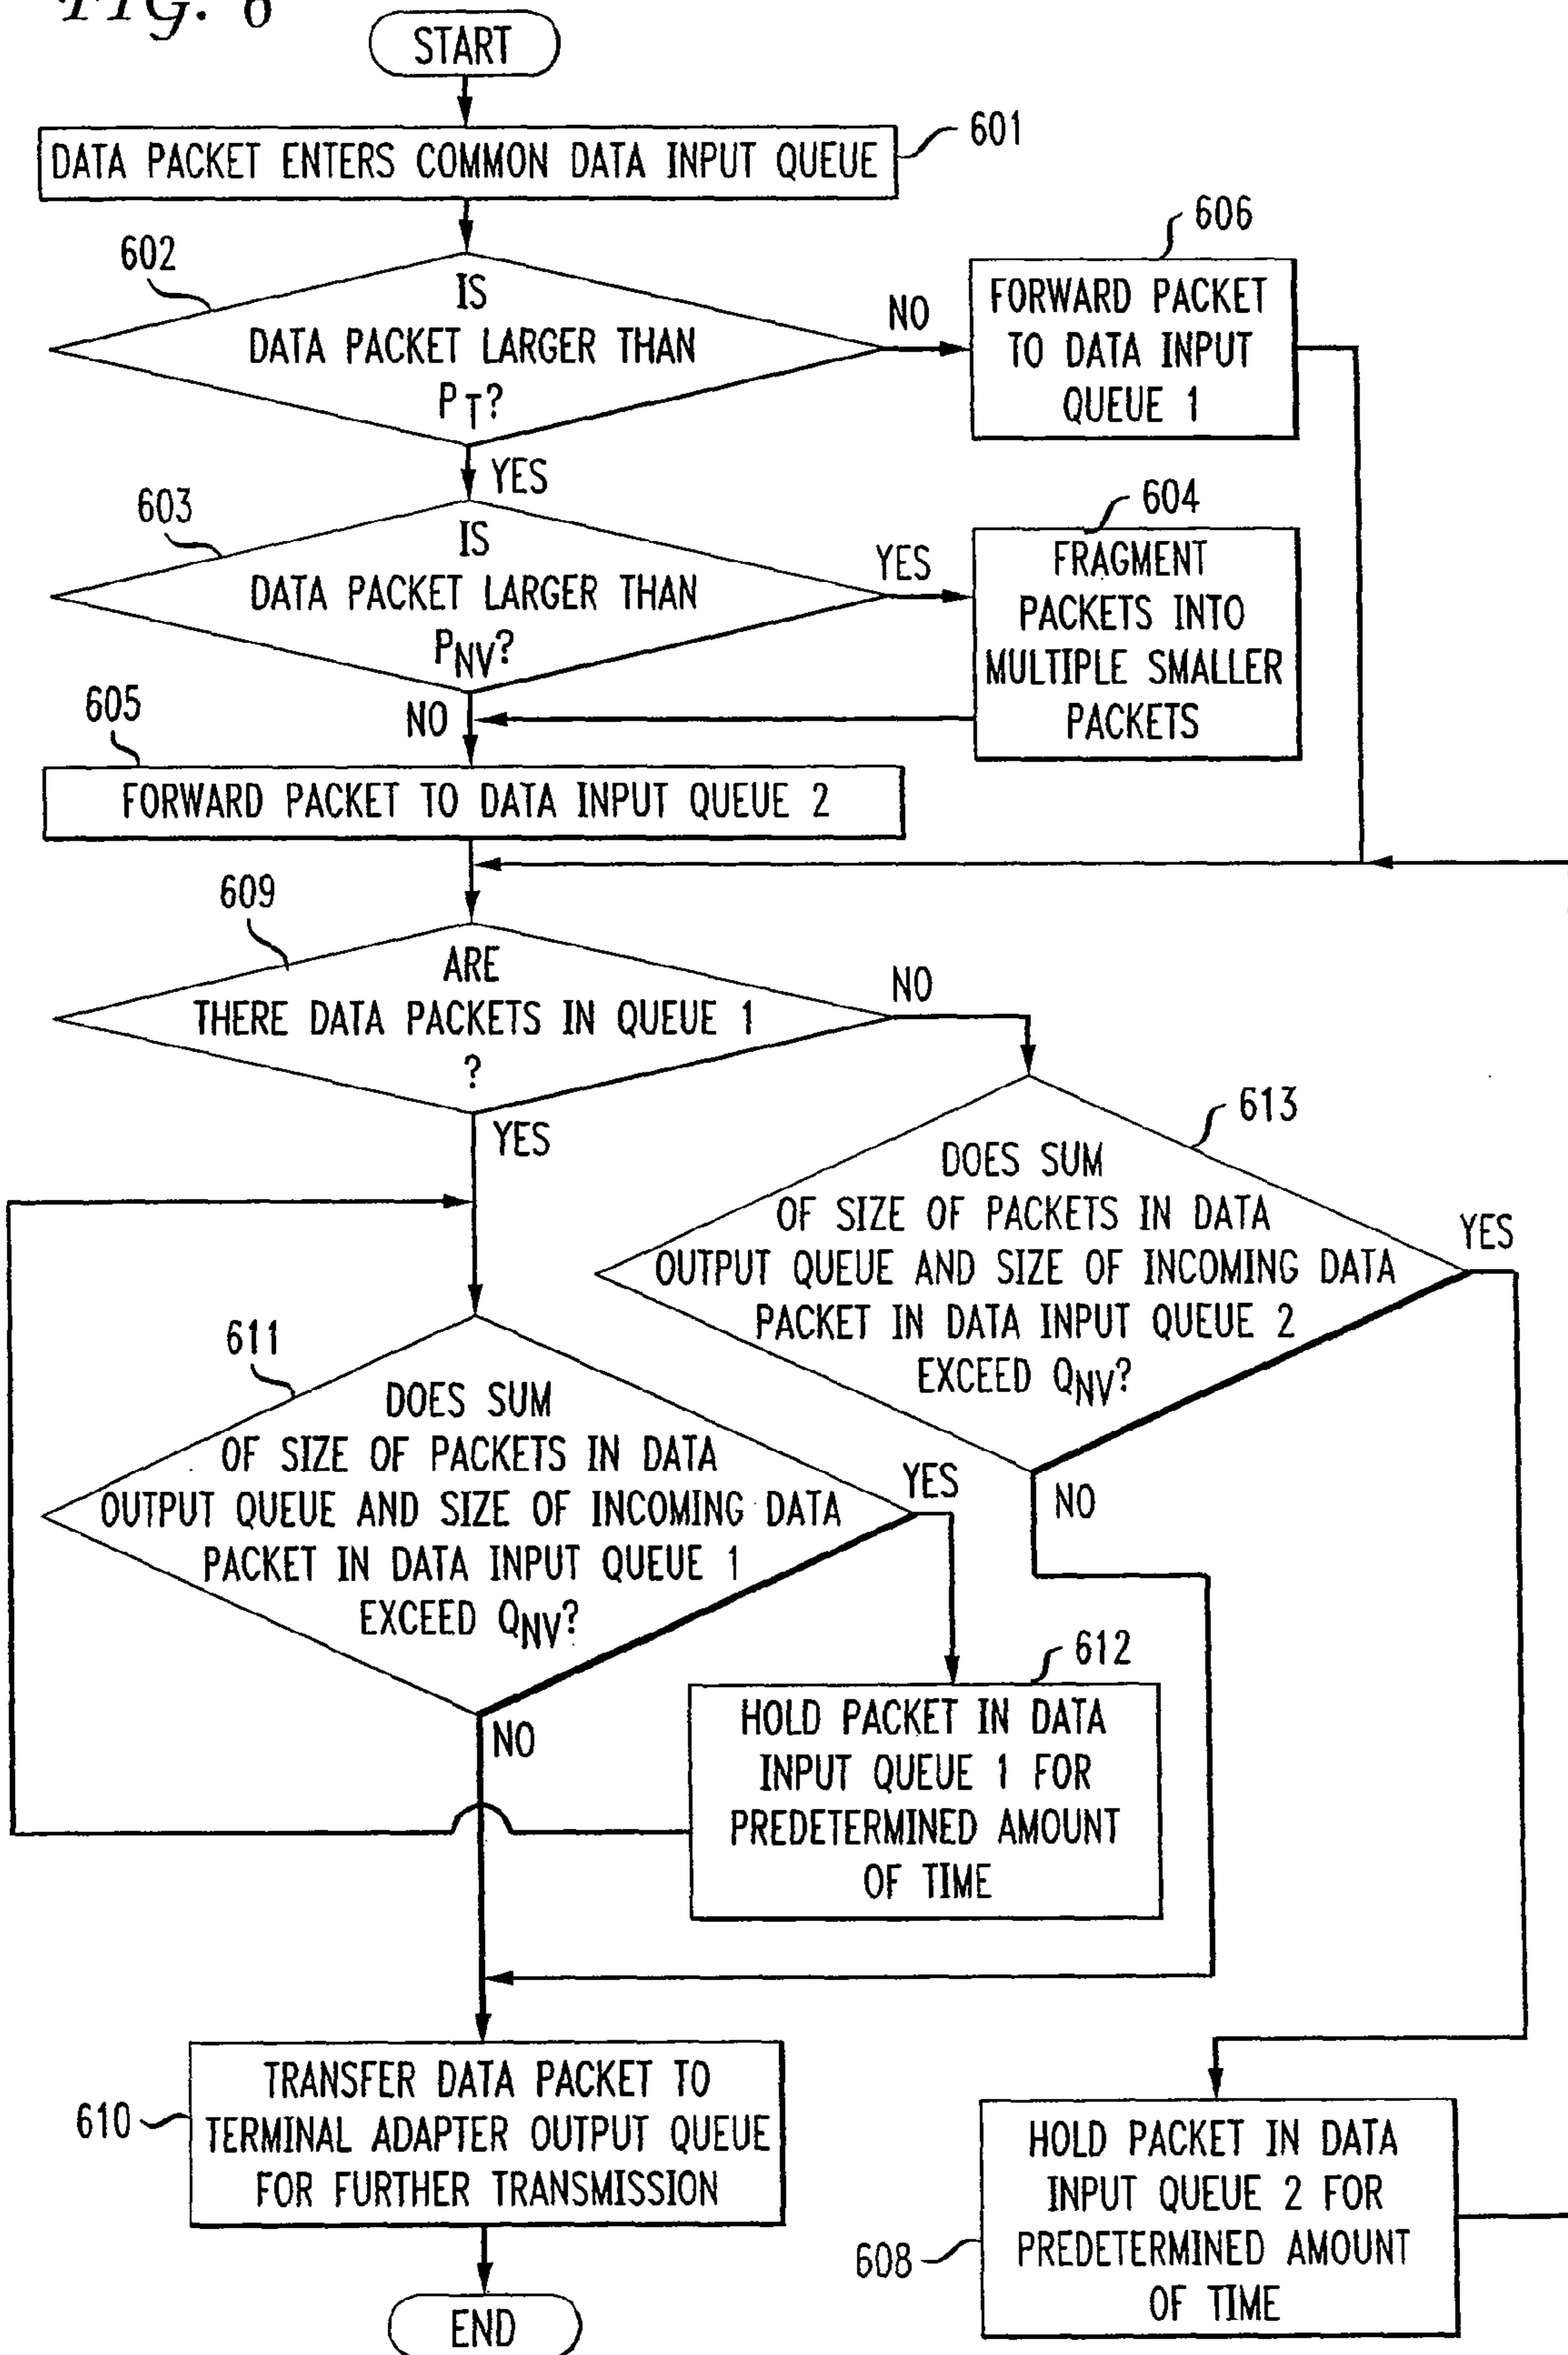 FIG. 6
START
DATA PACKET ENTERS COMMON DATA INPUT QUEUE
601
602
IS
DATA PACKET LARGER THAN
PT?
NO
606
FORWARD PACKET
TO DATA INPUT
QUEUE 1
YES
603
IS
DATA PACKET LARGER THAN
PNV?
YES
604
FRAGMENT
PACKETS INTO
MULTIPLE SMALLER
PACKETS
NO
605
FORWARD PACKET TO DATA INPUT QUEUE 2
609
ARE
THERE DATA PACKETS IN QUEUE 1
?
NO
YES
613
DOES SUM
OF SIZE OF PACKETS IN DATA
OUTPUT QUEUE AND SIZE OF INCOMING DATA
PACKET IN DATA INPUT QUEUE 2
EXCEED QNV?
YES
NO
611
DOES SUM
OF SIZE OF PACKETS IN DATA
OUTPUT QUEUE AND SIZE OF INCOMING DATA
PACKET IN DATA INPUT QUEUE 1
EXCEED QNV?
YES
NO
612
HOLD PACKET IN DATA
INPUT QUEUE 1 FOR
PREDETERMINED AMOUNT
OF TIME
610
TRANSFER DATA PACKET TO
TERMINAL ADAPTER OUTPUT QUEUE
FOR FURTHER TRANSMISSION
608
HOLD PACKET IN DATA
INPUT QUEUE 2 FOR
PREDETERMINED AMOUNT
OF TIME
END